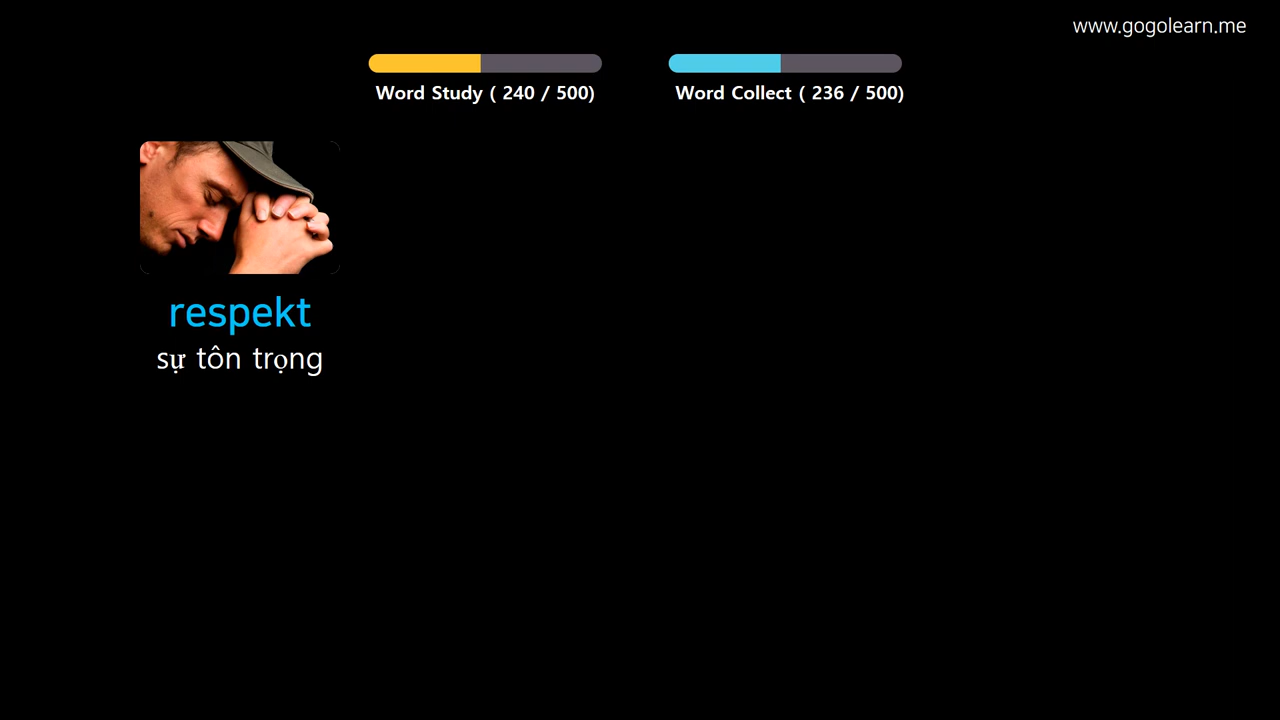 www.gogolearn.me
Word Study ( 240 / 500)
Word Collect ( 236 / 500)
respekt
sự tôn trọng